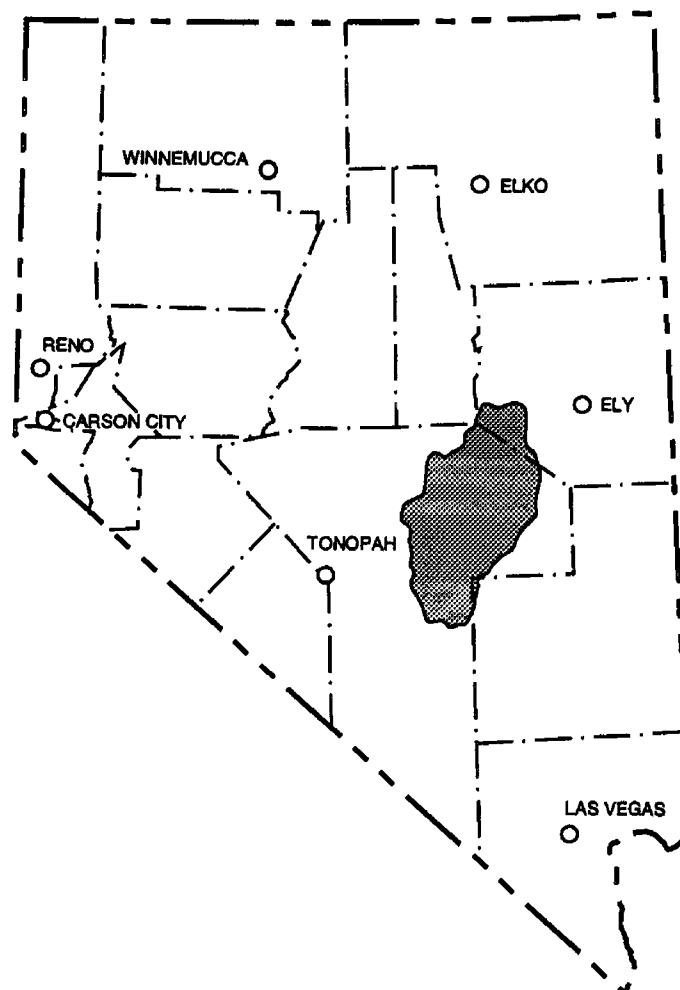 WINNEMUCCA
ELKO
RENO
ELY
CARSON CITY
TONOPAH
LAS VEGAS